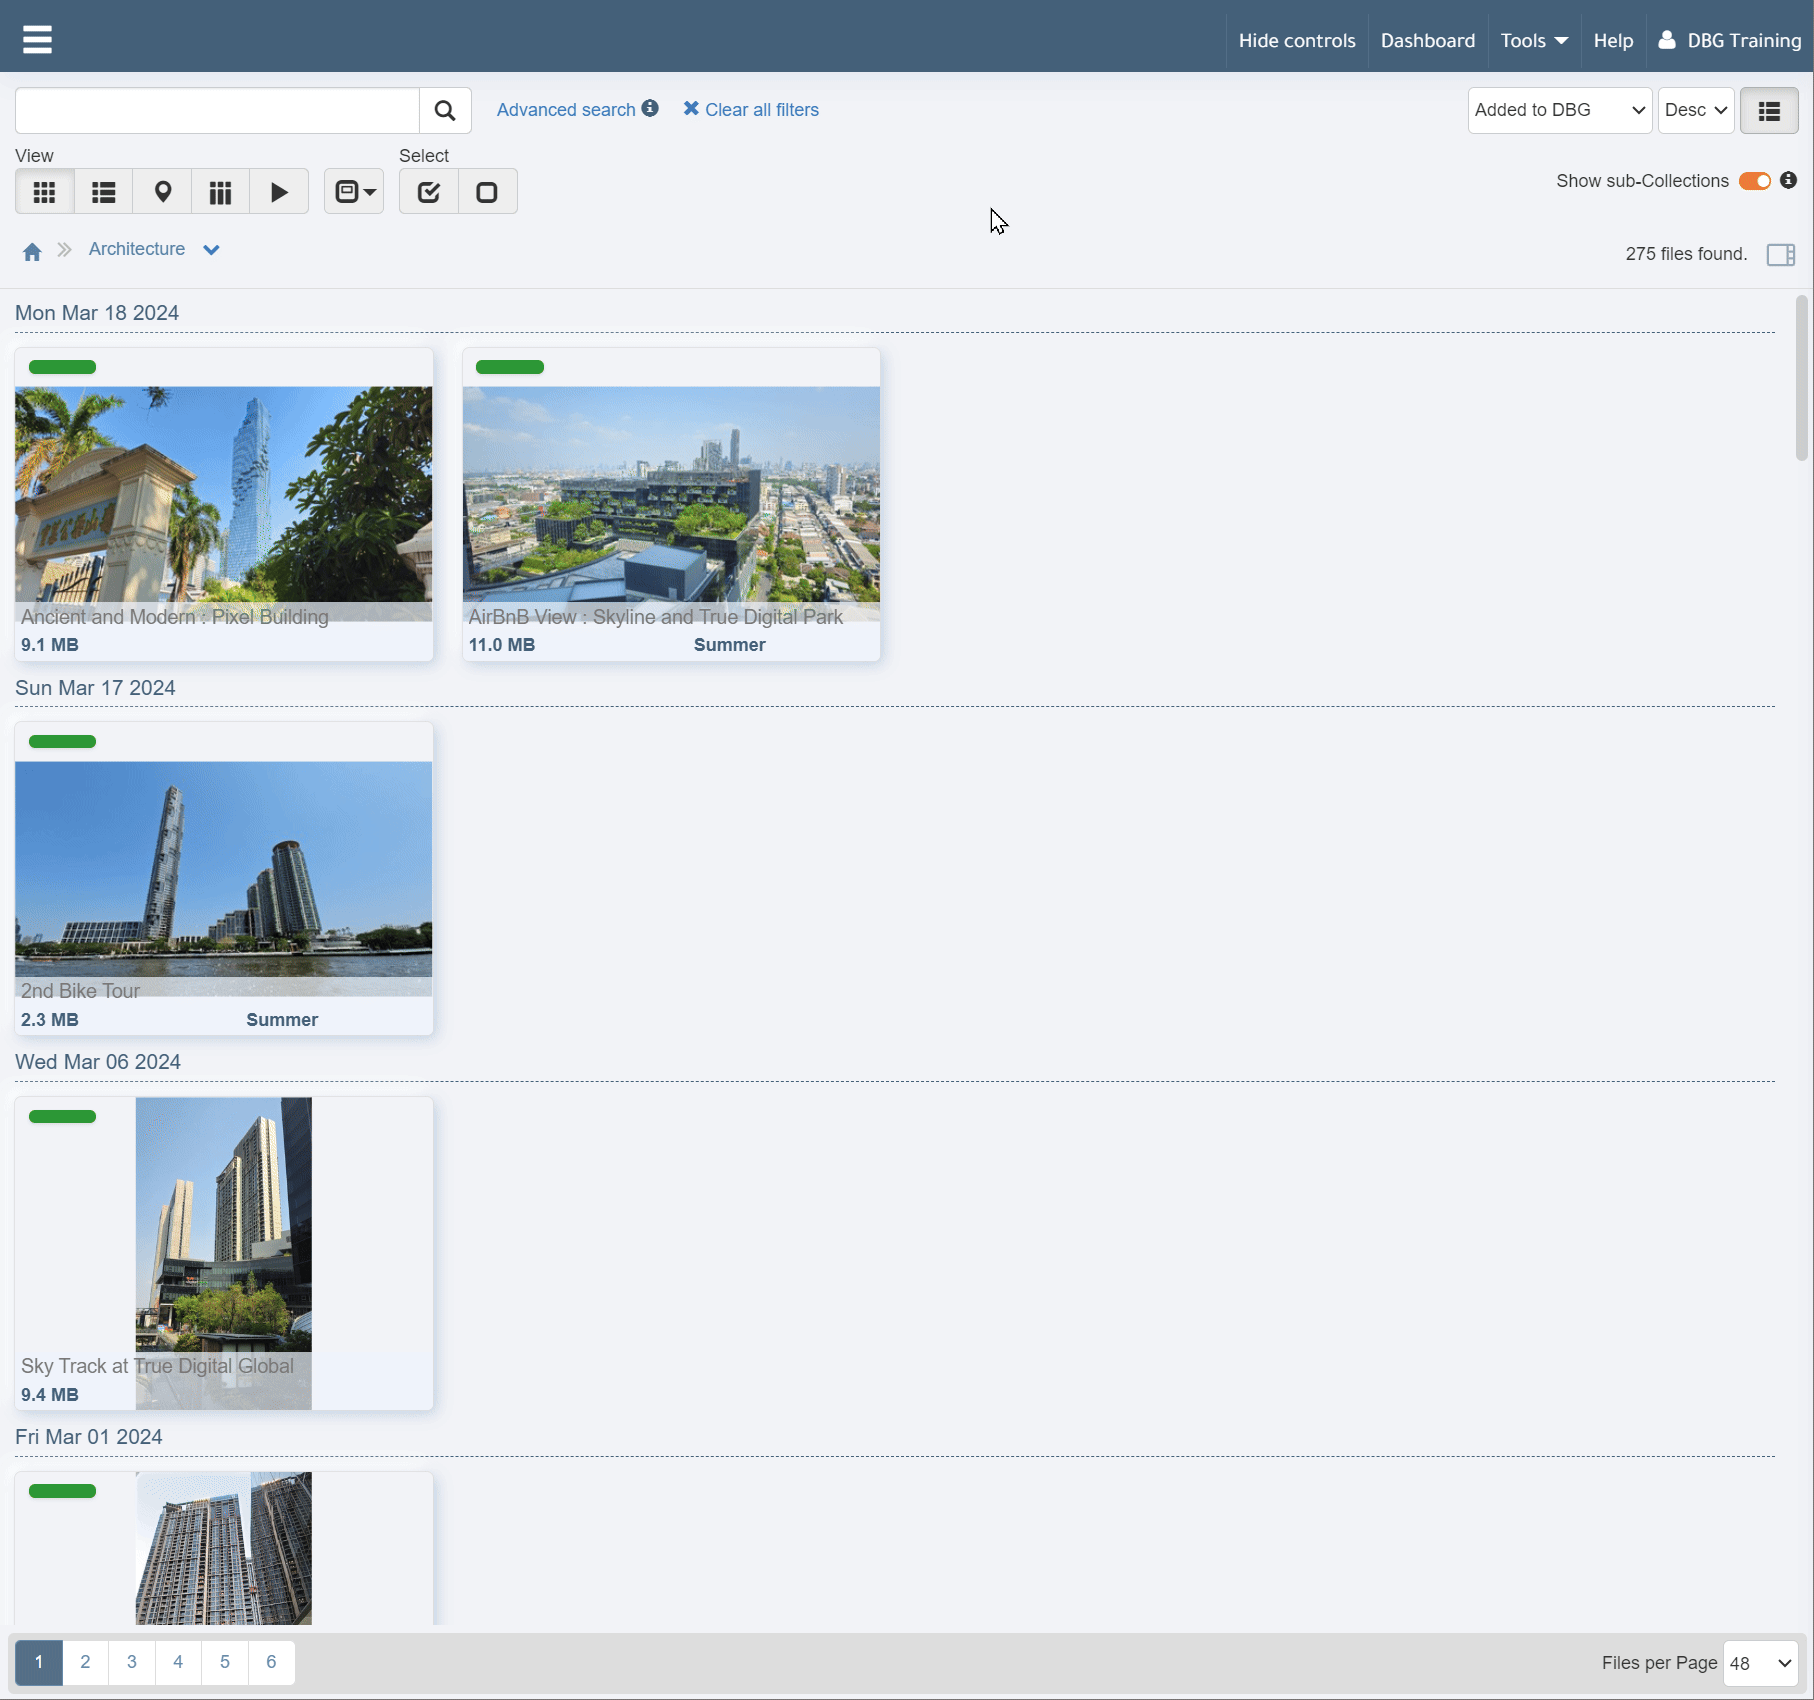 Hide controls
Dashboard
Tools
Help
DBG Training
Advanced search
Clear all filters
Added to DBG
Desc
View
Select
Show sub-Collections
Architecture
275 files found.
Mon Mar 18 2024
Ancient and Modern : Pixel Building
9.1 MB
AirBnB View : Skyline and True Digital Park
11.0 MB
Summer
Sun Mar 17 2024
2nd Bike Tour
2.3 MB
Summer
Wed Mar 06 2024
Sky Track at True Digital Global
9.4 MB
Fri Mar 01 2024
1
2
3
4
5
6
Files per Page
48